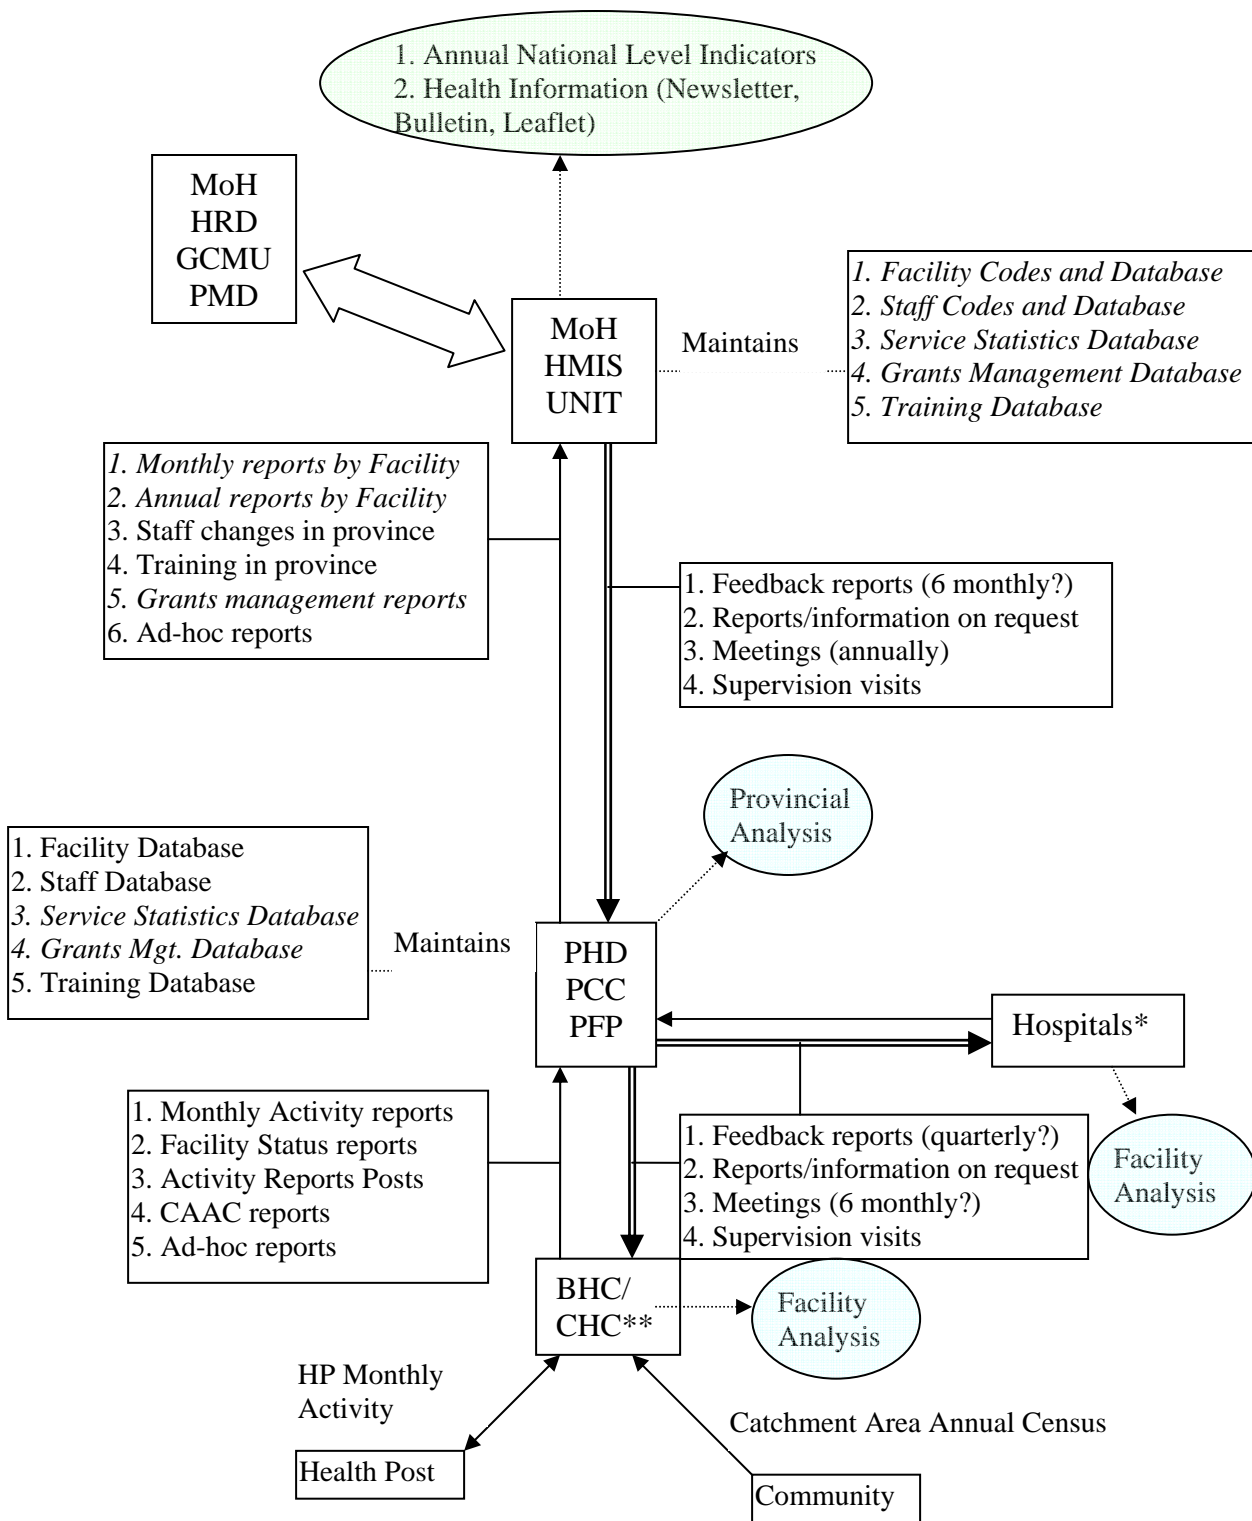 1. Annual National Level Indicators
2. Health Information (Newsletter,
Bulletin, Leaflet)
MoH
HRD
GCMU
PMD
MoH
HMIS
UNIT
Maintains
1. Facility Codes and Database
2. Staff Codes and Database
3. Service Statistics Database
4. Grants Management Database
5. Training Database
1. Monthly reports by Facility
2. Annual reports by Facility
3. Staff changes in province
4. Training in province
5. Grants management reports
6. Ad-hoc reports
1. Feedback reports (6 monthly?)
2. Reports/information on request
3. Meetings (annually)
4. Supervision visits
Provincial
Analysis
1. Facility Database
2. Staff Database
3. Service Statistics Database
4. Grants Mgt. Database
5. Training Database
Maintains
PHD
PCC
PFP
Hospitals*
1. Monthly Activity reports
2. Facility Status reports
3. Activity Reports Posts
4. CAAC reports
5. Ad-hoc reports
1. Feedback reports (quarterly?)
2. Reports/information on request
3. Meetings (6 monthly?)
4. Supervision visits
Facility
Analysis
BHC/
CHC**
Facility
Analysis
HP Monthly
Activity
Catchment Area Annual Census
Health Post
Community